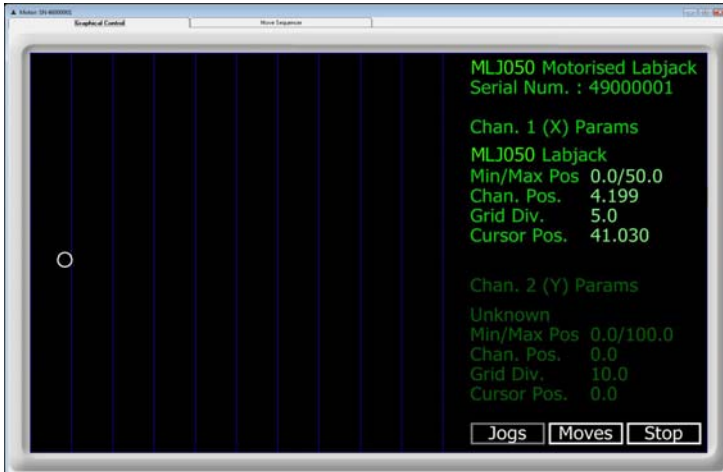 Graphical Control
Move Sequencer
MLJ050 Motorised Labjack
Serial Num. : 49000001
Chan. 1 (X) Params
MLJ050 Labjack
Min/Max Pos 0.0/50.0
Chan. Pos. 4.199
Grid Div. 5.0
Cursor Pos. 41.030
Chan. 2 (Y) Params
Unknown
Min/Max Pos 0.0/100.0
Chan. Pos. 0.0
Grid Div. 10.0
Cursor Pos. 0.0
Jogs Moves Stop